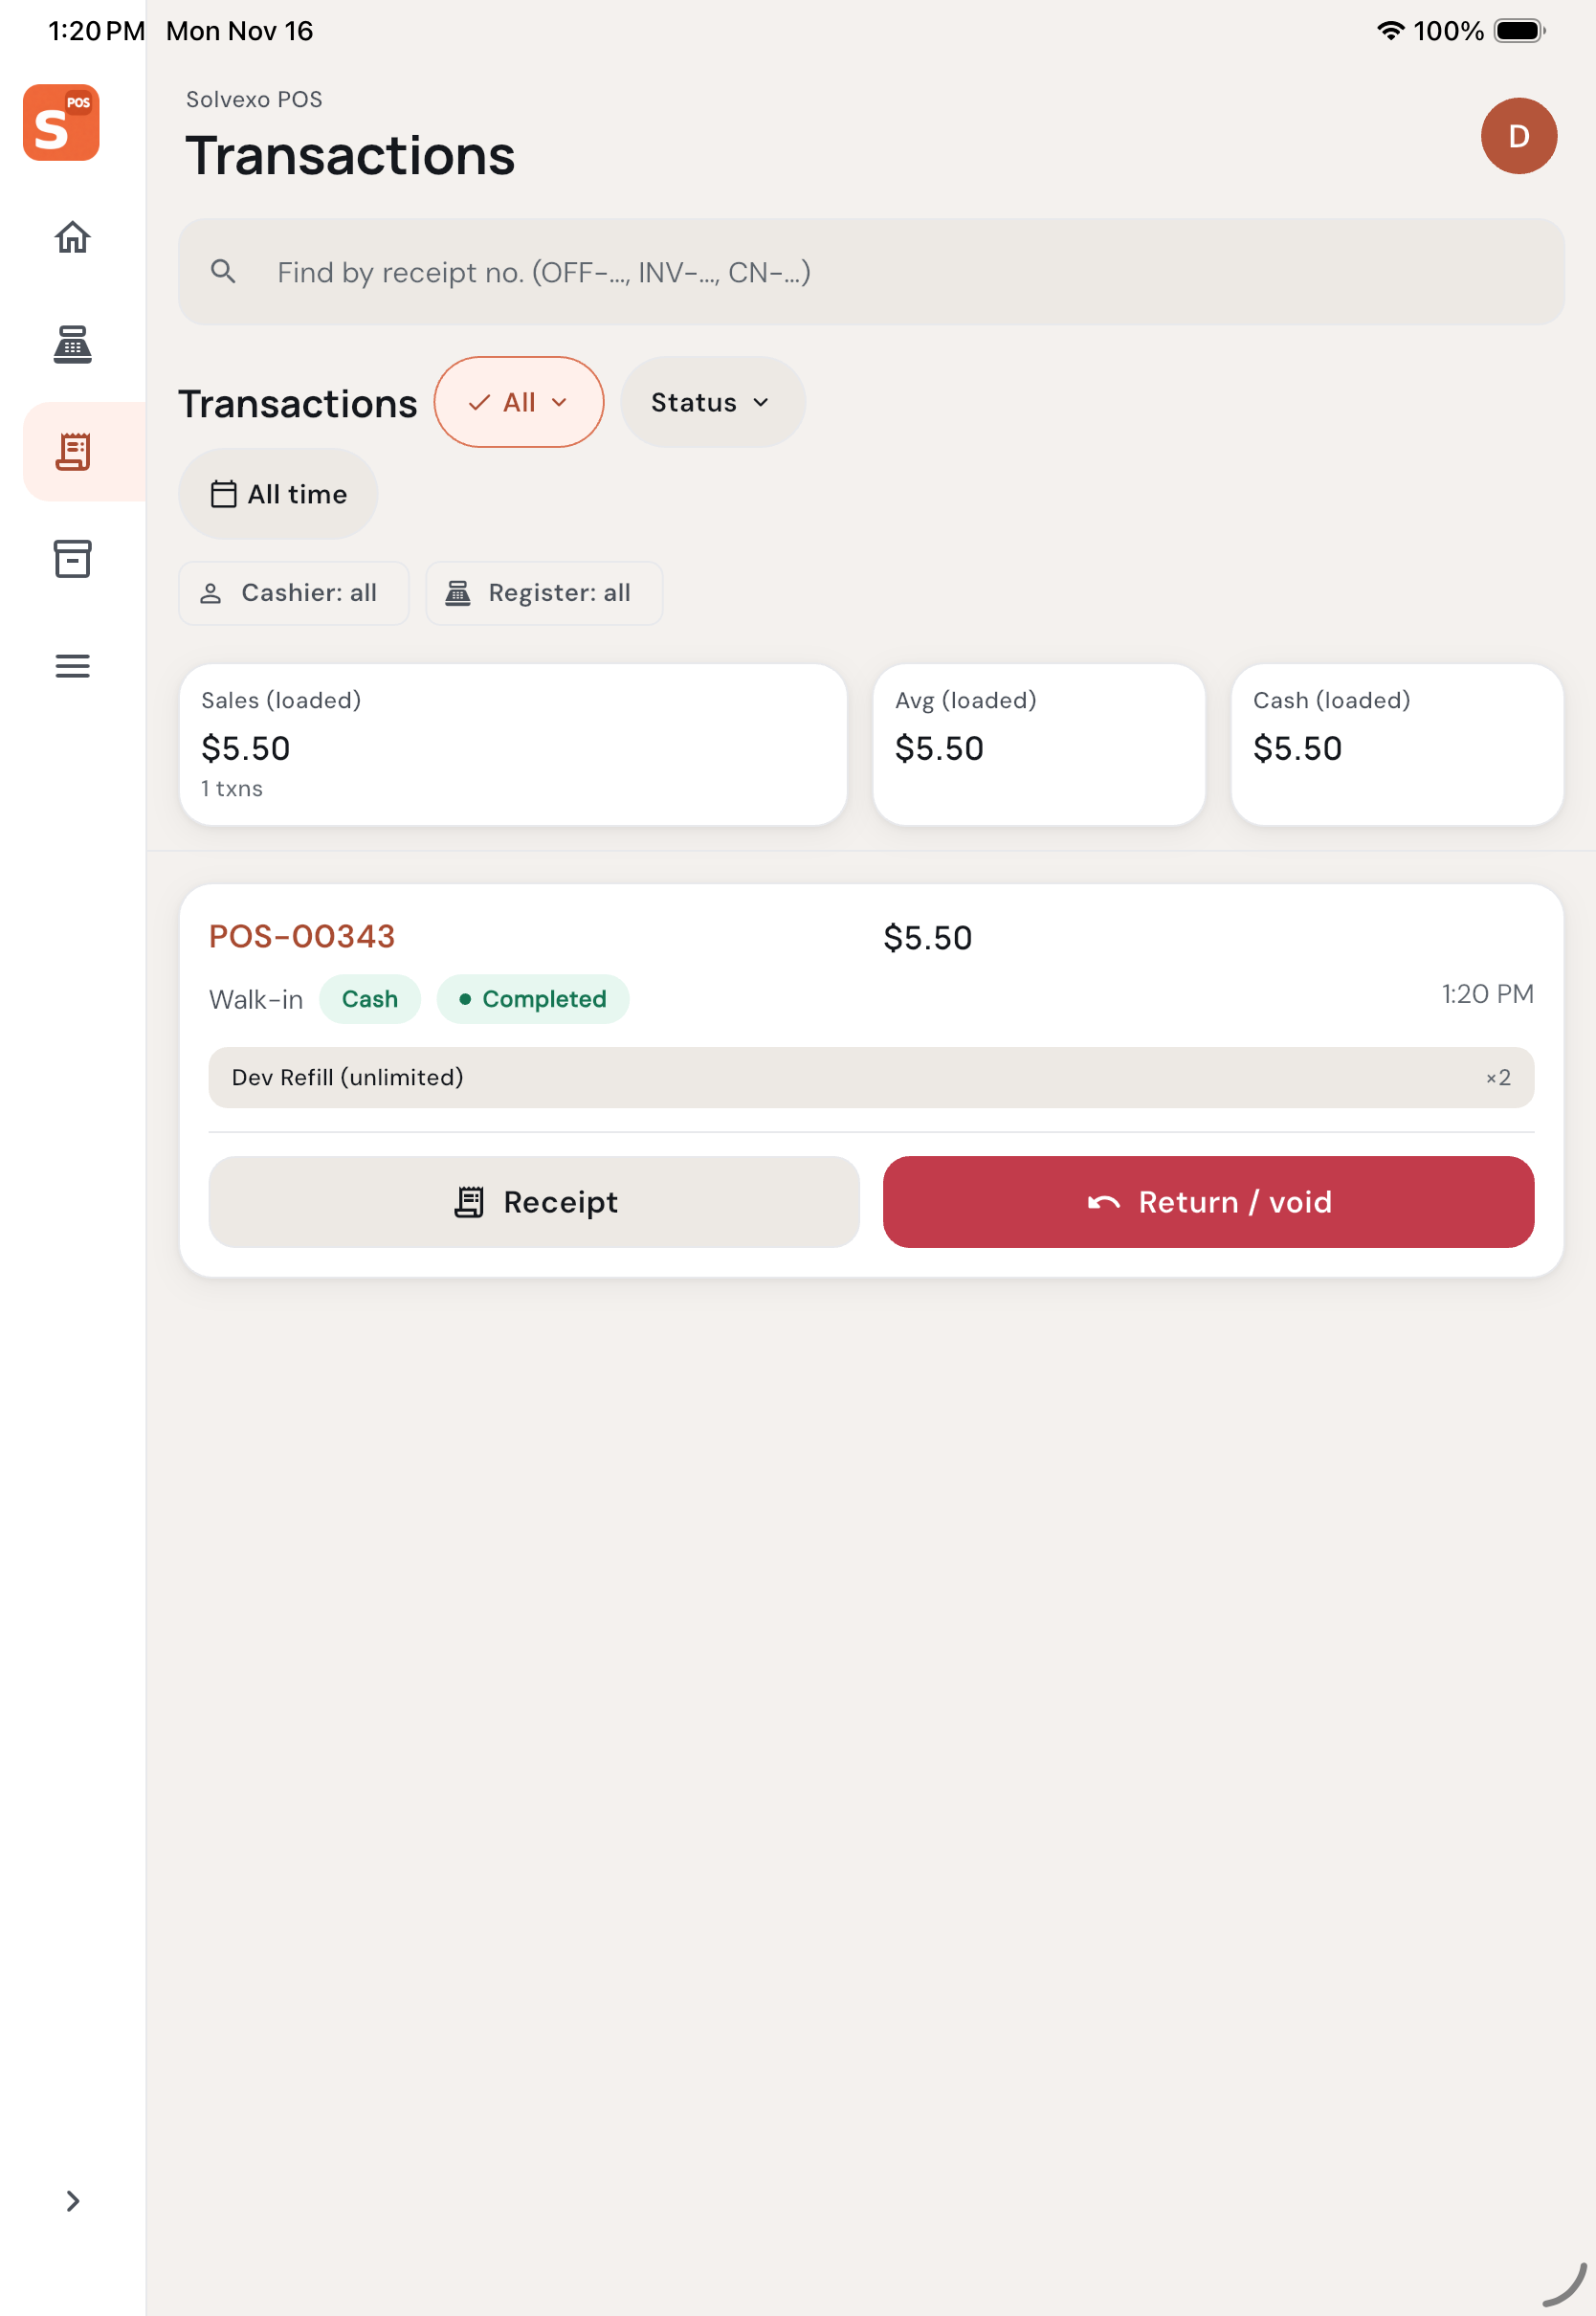 1:20 PM Mon Nov 16 100%
S POS
Solvexo POS
Transactions
D
Find by receipt no. (OFF-..., INV-..., CN-...)
Transactions All Status
All time
Cashier: all Register: all
Sales (loaded) Avg (loaded) Cash (loaded)
$5.50 $5.50 $5.50
1 txns
POS-00343 $5.50
Walk-in Cash Completed 1:20 PM
Dev Refill (unlimited) ×2
Receipt Return / void